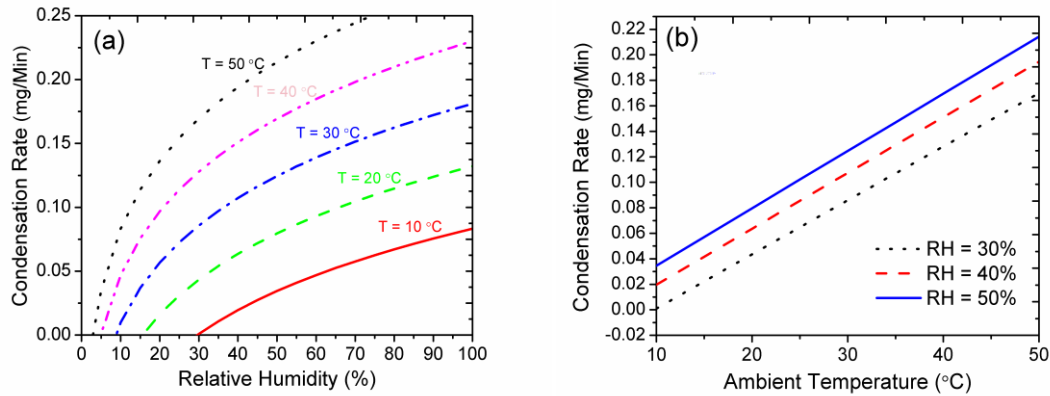 (a)
T = 50 °C
T = 40 °C
T = 30 °C
T = 20 °C
T = 10 °C
Condensation Rate (mg/Min)
0.25
0.20
0.15
0.10
0.05
0.00
0 10 20 30 40 50 60 70 80 90 100
Relative Humidity (%)
(b)
Condensation Rate (mg/Min)
0.22
0.20
0.18
0.16
0.14
0.12
0.10
0.08
0.06
0.04
0.02
0.00
-0.02
RH = 30%
RH = 40%
RH = 50%
10 20 30 40 50
Ambient Temperature (°C)